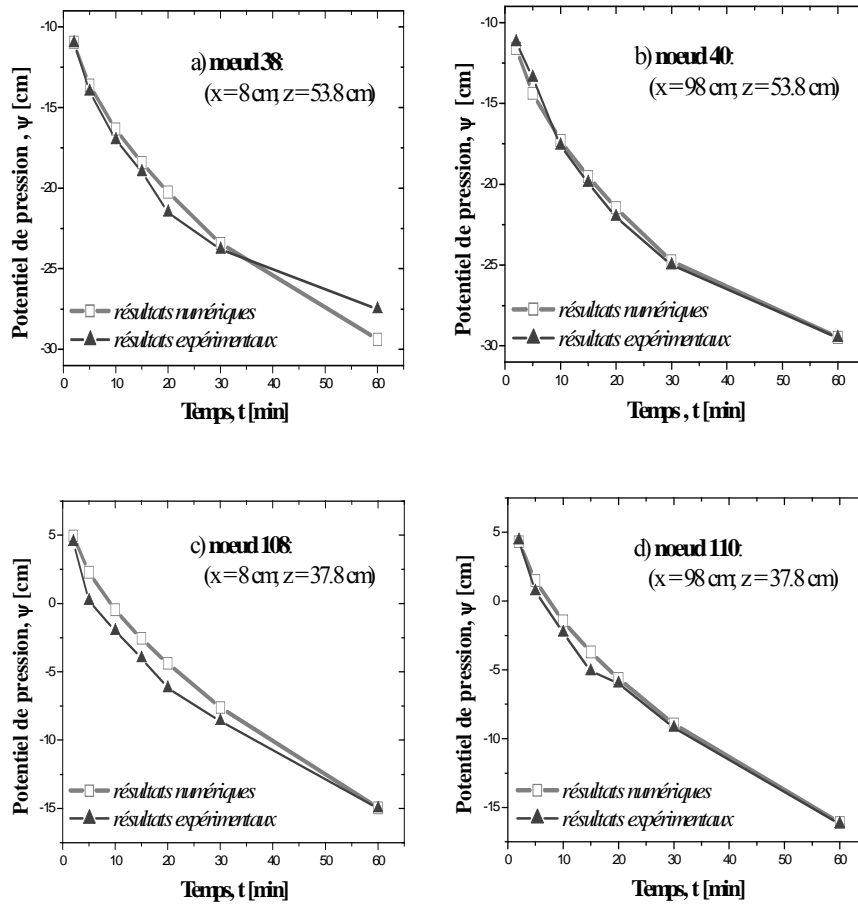 -10
-15
-20
-25
-30
Potentiel de pression , ψ [cm]
a) noeud 38:
(x = 8 cm; z = 53.8 cm)
résultats numériques
résultats expérimentaux
0 10 20 30 40 50 60
Temps, t [min]
-10
-15
-20
-25
-30
Potentiel de pression, ψ [cm]
b) noeud 40:
(x = 98 cm; z = 53.8 cm)
résultats numériques
résultats expérimentaux
0 10 20 30 40 50 60
Temps , t [min]
5
0
-5
-10
-15
Potentiel de pression, ψ [cm]
c) noeud 108:
(x = 8 cm; z = 37.8 cm)
résultats numériques
résultats expérimentaux
0 10 20 30 40 50 60
Temps, t [min]
5
0
-5
-10
-15
Potentiel de pression, ψ [cm]
d) noeud 110:
(x = 98 cm; z = 37.8 cm)
résultats numériques
résultats expérimentaux
0 10 20 30 40 50 60
Temps, t [min]